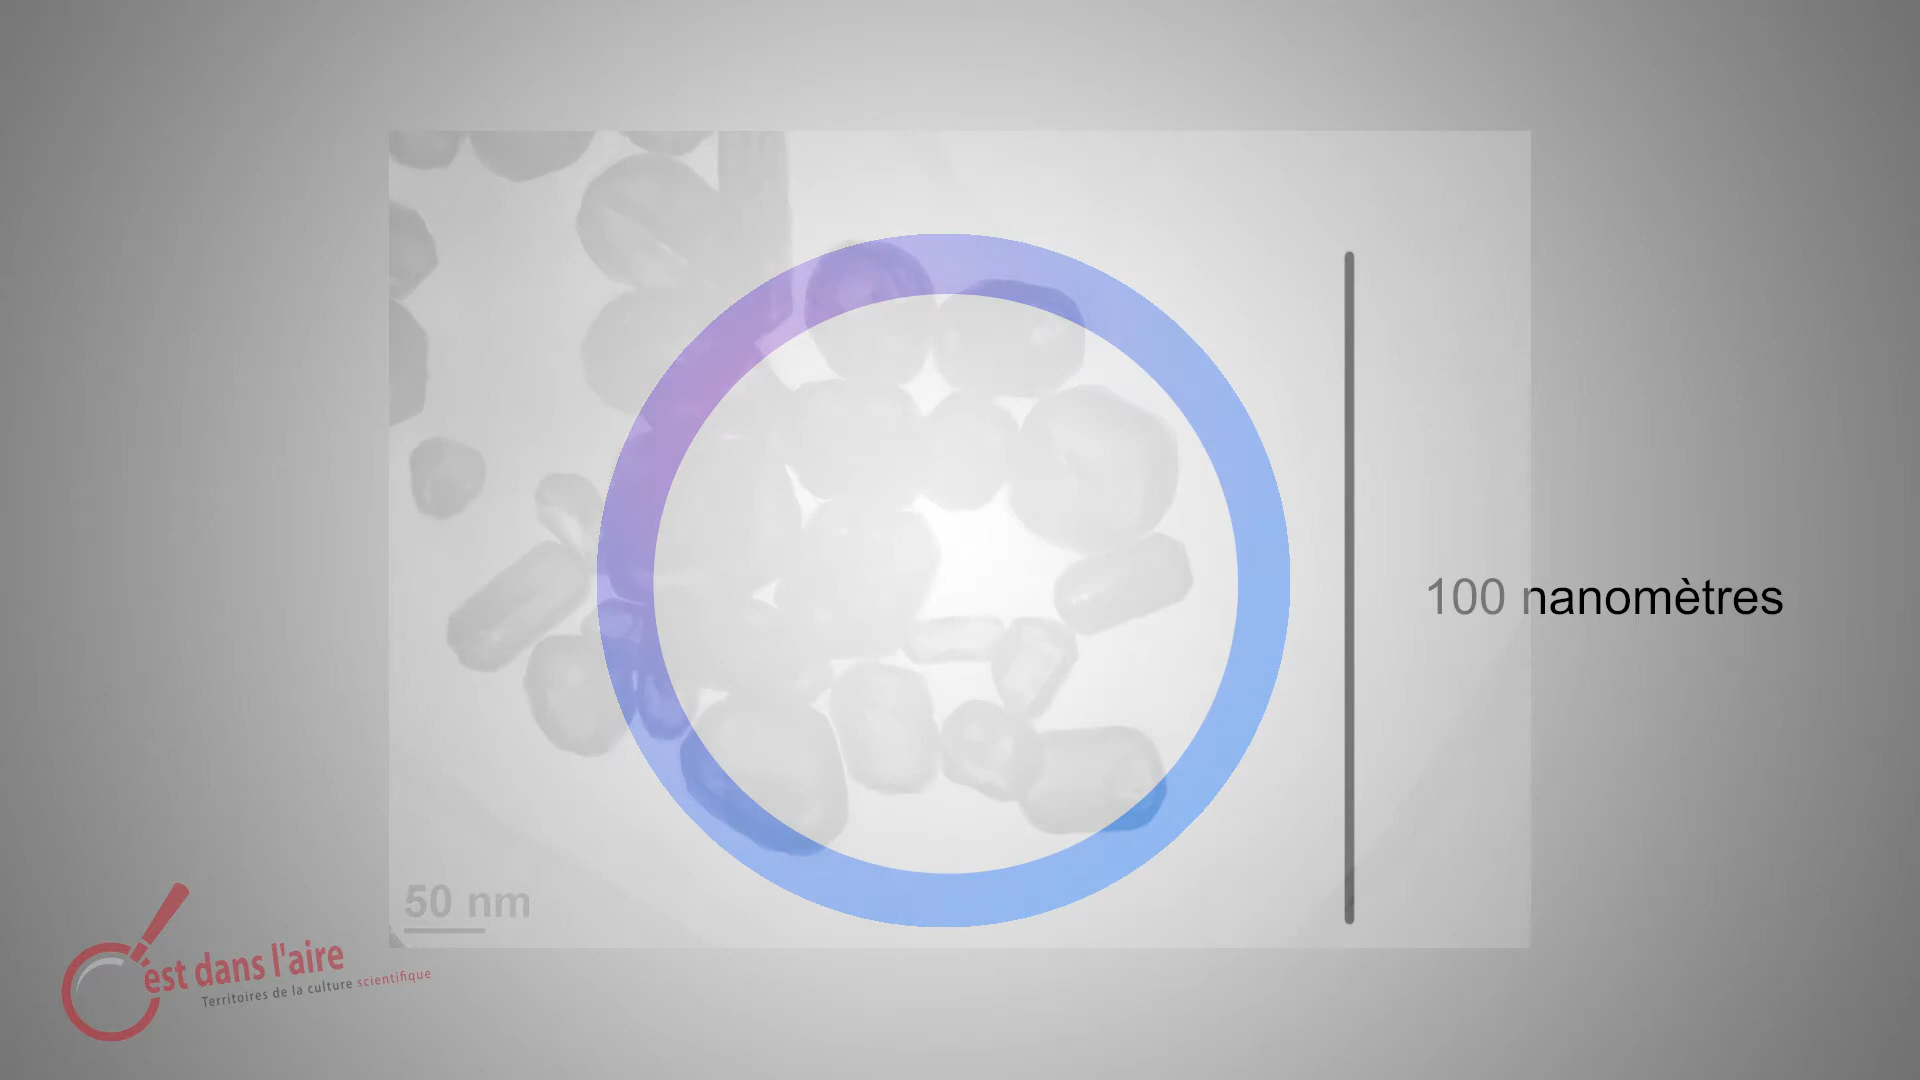 100 nanomètres
50 nm
est dans l'aire
Territoires de la culture scientifique